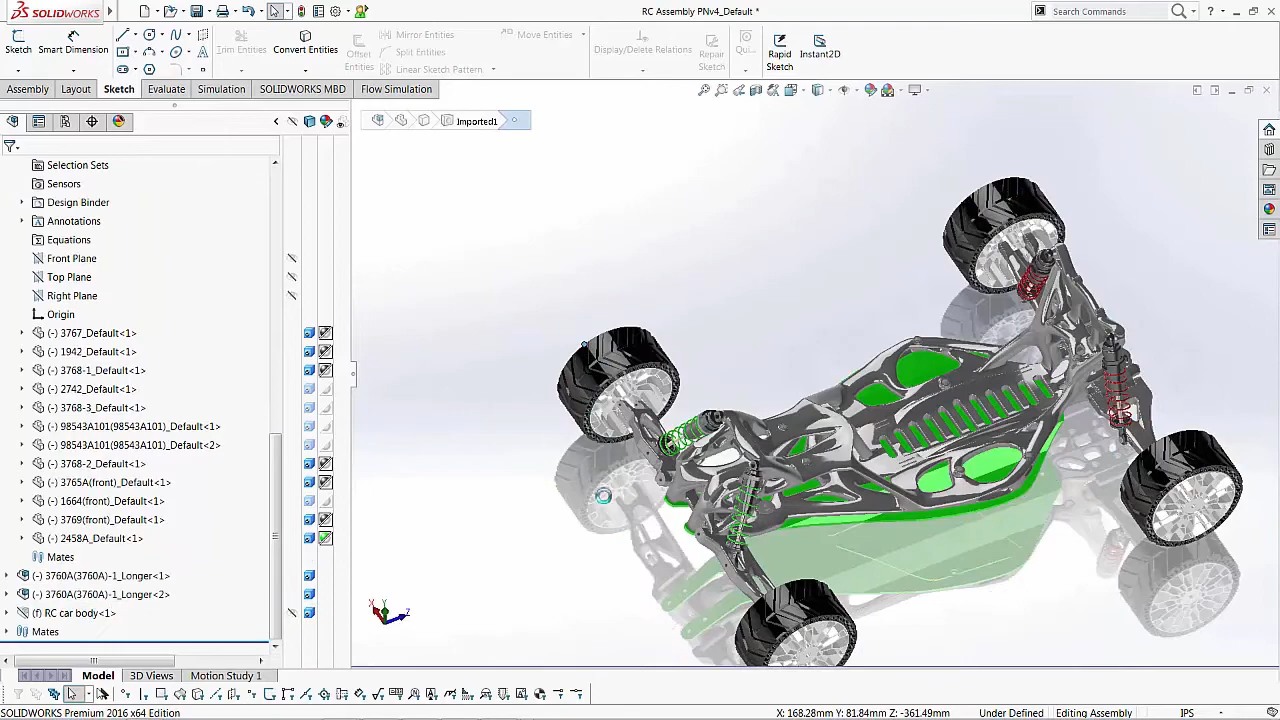 SOLIDWORKS
RC Assembly PNv4_Default *
Search Commands
Sketch
Smart Dimension
Trim Entities
Convert Entities
Offset Entities
Mirror Entities
Split Entities
Linear Sketch Pattern
Move Entities
Display/Delete Relations
Repair Sketch
Qui...
Rapid Sketch
Instant2D
Assembly
Layout
Sketch
Evaluate
Simulation
SOLIDWORKS MBD
Flow Simulation
Imported1
Selection Sets
Sensors
Design Binder
Annotations
Equations
Front Plane
Top Plane
Right Plane
Origin
(-) 3767_Default<1>
(-) 1942_Default<1>
(-) 3768-1_Default<1>
(-) 2742_Default<1>
(-) 3768-3_Default<1>
(-) 98543A101(98543A101)_Default<1>
(-) 98543A101(98543A101)_Default<2>
(-) 3768-2_Default<1>
(-) 3765A(front)_Default<1>
(-) 1664(front)_Default<1>
(-) 3769(front)_Default<1>
(-) 2458A_Default<1>
Mates
(-) 3760A(3760A)-1_Longer<1>
(-) 3760A(3760A)-1_Longer<2>
(f) RC car body<1>
Mates
X
Y
Z
Model
3D Views
Motion Study 1
SOLIDWORKS Premium 2016 x64 Edition
X: 168.28mm Y: 81.84mm Z: -361.49mm
Under Defined
Editing Assembly
IPS